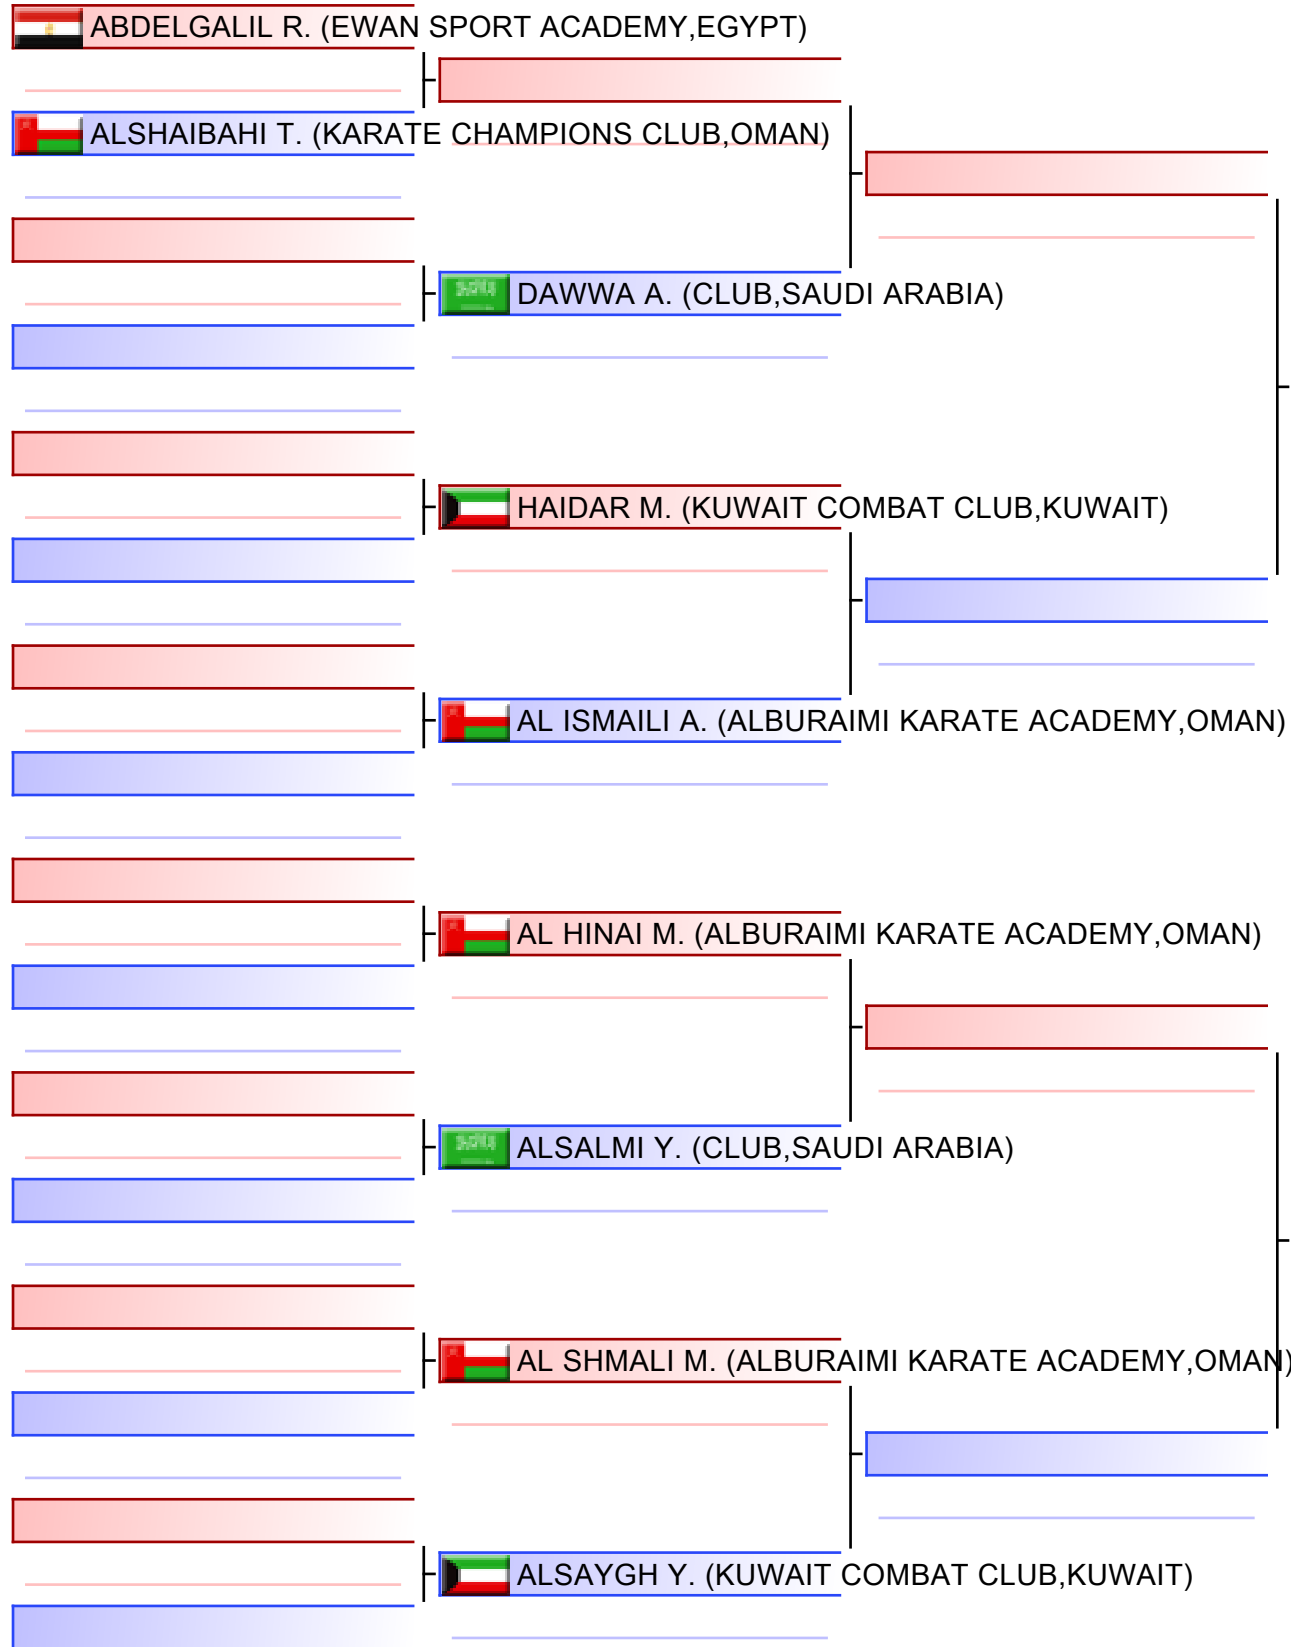 ABDELGALIL R. (EWAN SPORT ACADEMY,EGYPT)
ALSHAIBAHI T. (KARATE CHAMPIONS CLUB,OMAN)
DAWWA A. (CLUB,SAUDI ARABIA)
HAIDAR M. (KUWAIT COMBAT CLUB,KUWAIT)
AL ISMAILI A. (ALBURAIMI KARATE ACADEMY,OMAN)
AL HINAI M. (ALBURAIMI KARATE ACADEMY,OMAN)
ALSALMI Y. (CLUB,SAUDI ARABIA)
AL SHMALI M. (ALBURAIMI KARATE ACADEMY,OMAN)
ALSAYGH Y. (KUWAIT COMBAT CLUB,KUWAIT)